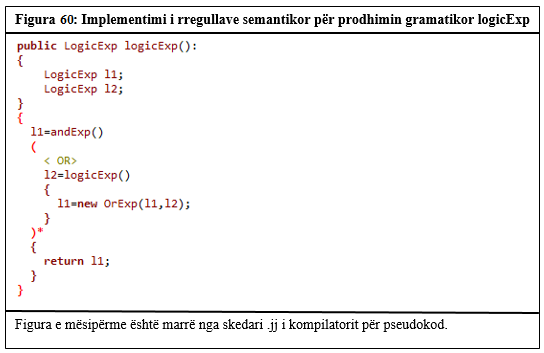 Figura 60: Implementimi i rregullave semantikor për prodhimin gramatikor logicExp
public LogicExp logicExp():
{
LogicExp l1;
LogicExp l2;
}
{
l1=andExp()
(
< OR>
l2=logicExp()
{
l1=new OrExp(l1,l2);
}
)*
{
return l1;
}
}
Figura e mësipërme është marrë nga skedari .jj i kompilatorit për pseudokod.